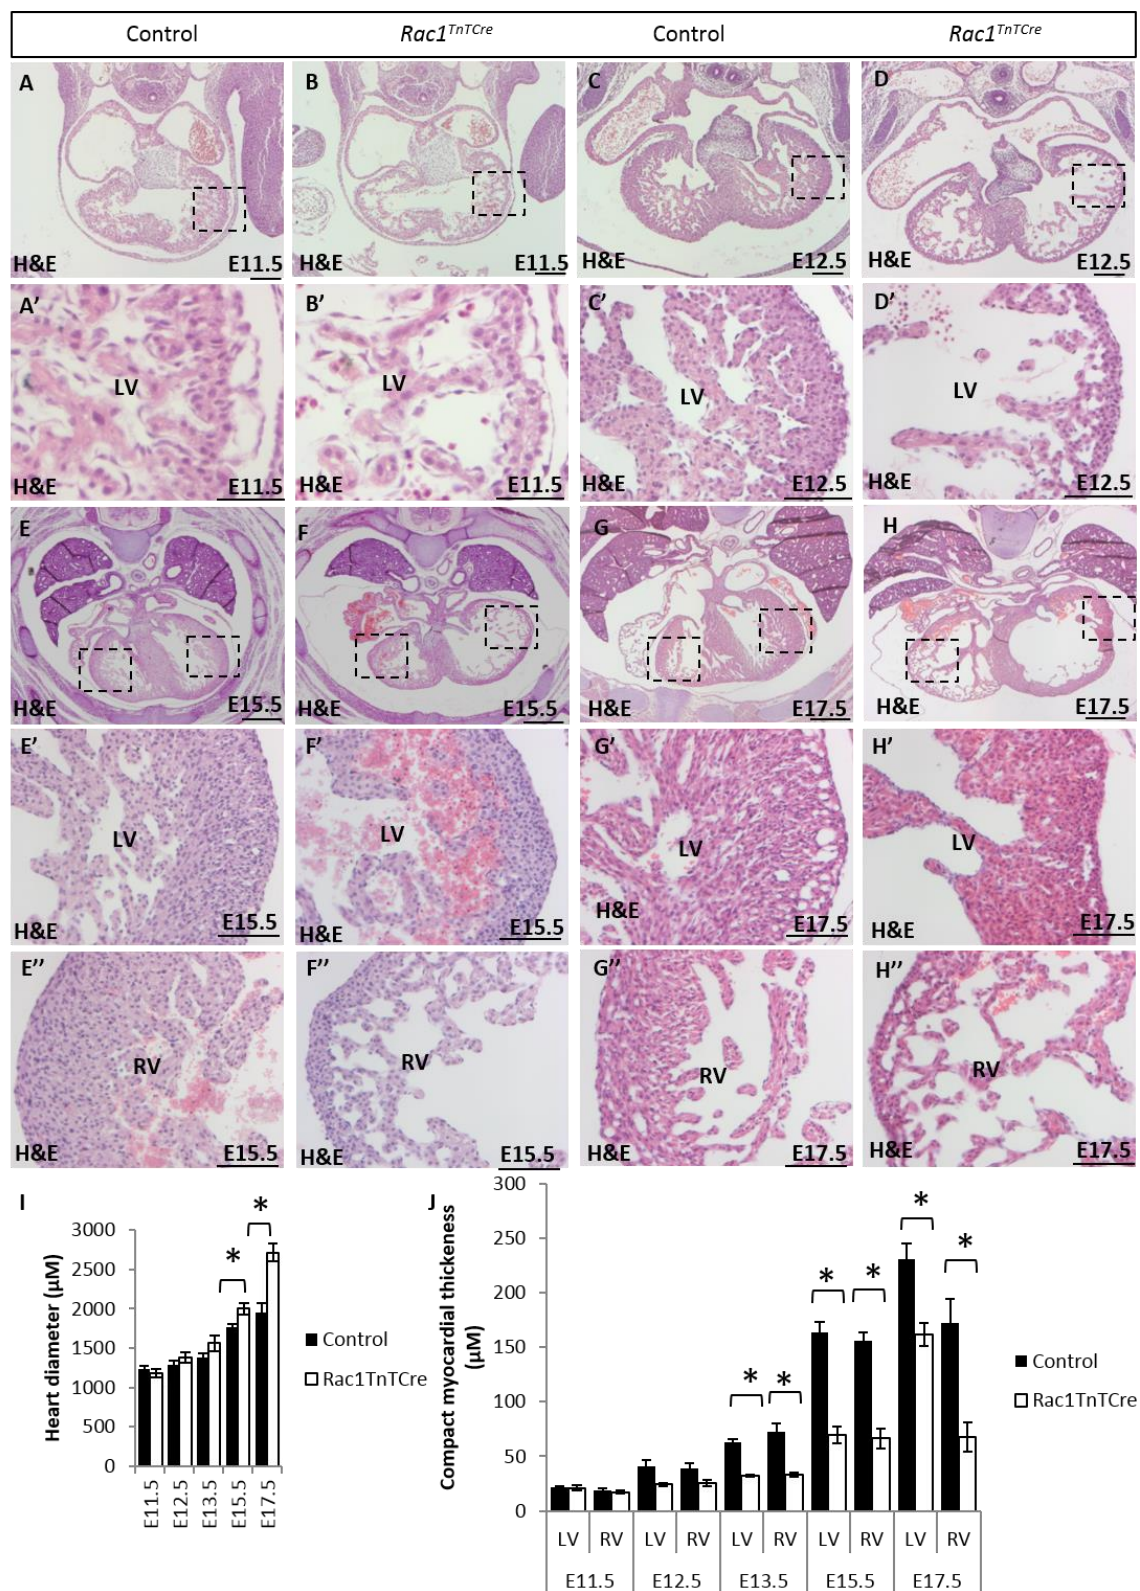 Control Rac1TnTCre Control Rac1TnTCre
A B C D
H&E E11.5 H&E E11.5 H&E E12.5 H&E E12.5
A' B' C' D'
LV LV LV LV
H&E E11.5 H&E E11.5 H&E E12.5 H&E E12.5
E F G H
H&E E15.5 H&E E15.5 H&E E17.5 H&E E17.5
E' F' G' H'
LV LV LV LV
H&E E15.5 H&E E15.5 H&E E17.5 H&E E17.5
E'' F'' G'' H''
RV RV RV RV
H&E E15.5 H&E E15.5 H&E E17.5 H&E E17.5
I
Heart diameter (µM)
3000
2500
2000
1500
1000
500
0
* *
E11.5 E12.5 E13.5 E15.5 E17.5
Control
Rac1TnTCre
J
Compact myocardial thickeness
(µM)
300
250
200
150
100
50
0
* * * * * *
LV RV LV RV LV RV LV RV LV RV
E11.5 E12.5 E13.5 E15.5 E17.5
Control
Rac1TnTCre